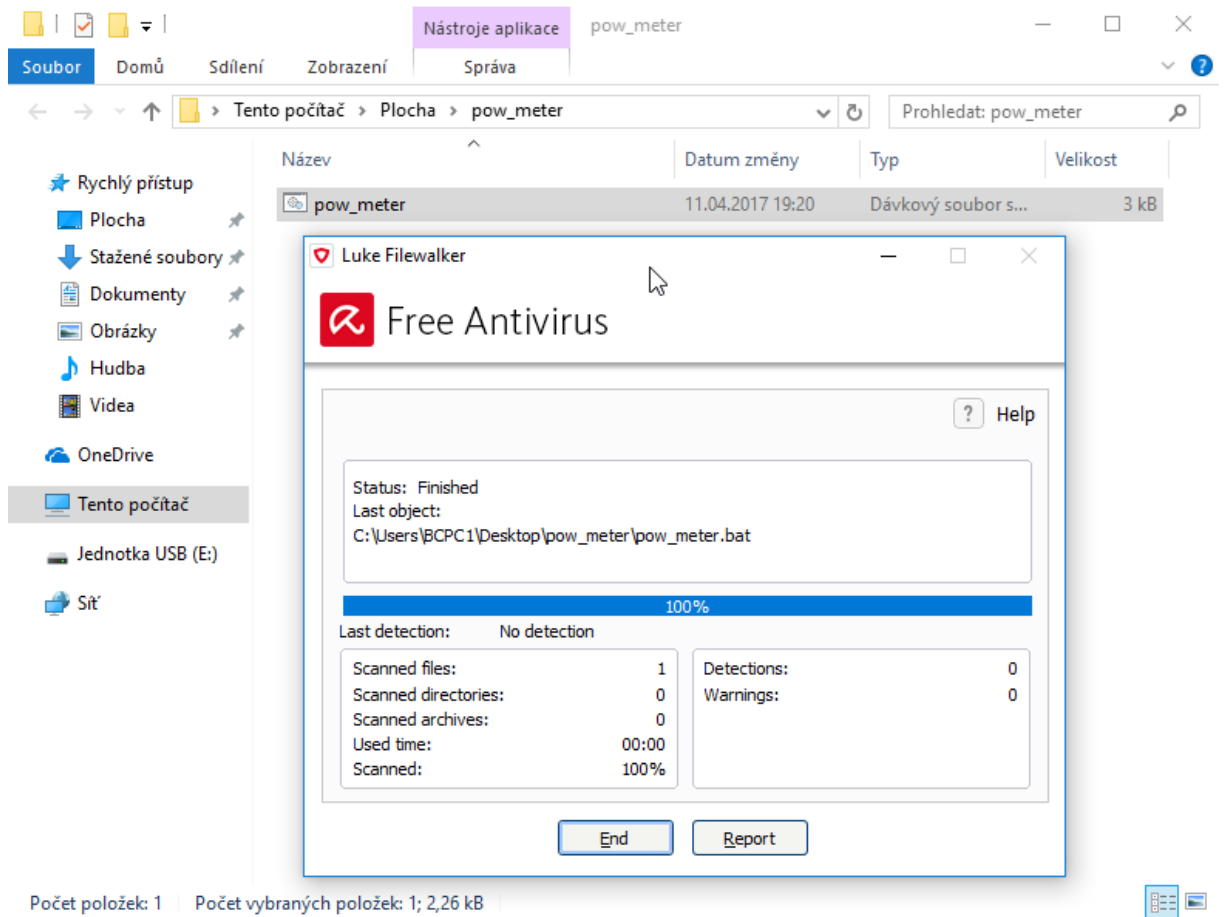 Nástroje aplikace
pow_meter
Soubor
Domů
Sdílení
Zobrazení
Správa
Tento počítač
Plocha
pow_meter
Prohledat: pow_meter
Název
Datum změny
Typ
Velikost
Rychlý přístup
Plocha
Stažené soubory
Dokumenty
Obrázky
Hudba
Videa
OneDrive
Tento počítač
Jednotka USB (E:)
Síť
pow_meter
11.04.2017 19:20
Dávkový soubor s...
3 kB
Luke Filewalker
Free Antivirus
? Help
Status: Finished
Last object:
C:\Users\BCPC1\Desktop\pow_meter\pow_meter.bat
100%
Last detection: No detection
Scanned files: 1
Scanned directories: 0
Scanned archives: 0
Used time: 00:00
Scanned: 100%
Detections: 0
Warnings: 0
End
Report
Počet položek: 1
Počet vybraných položek: 1; 2,26 kB